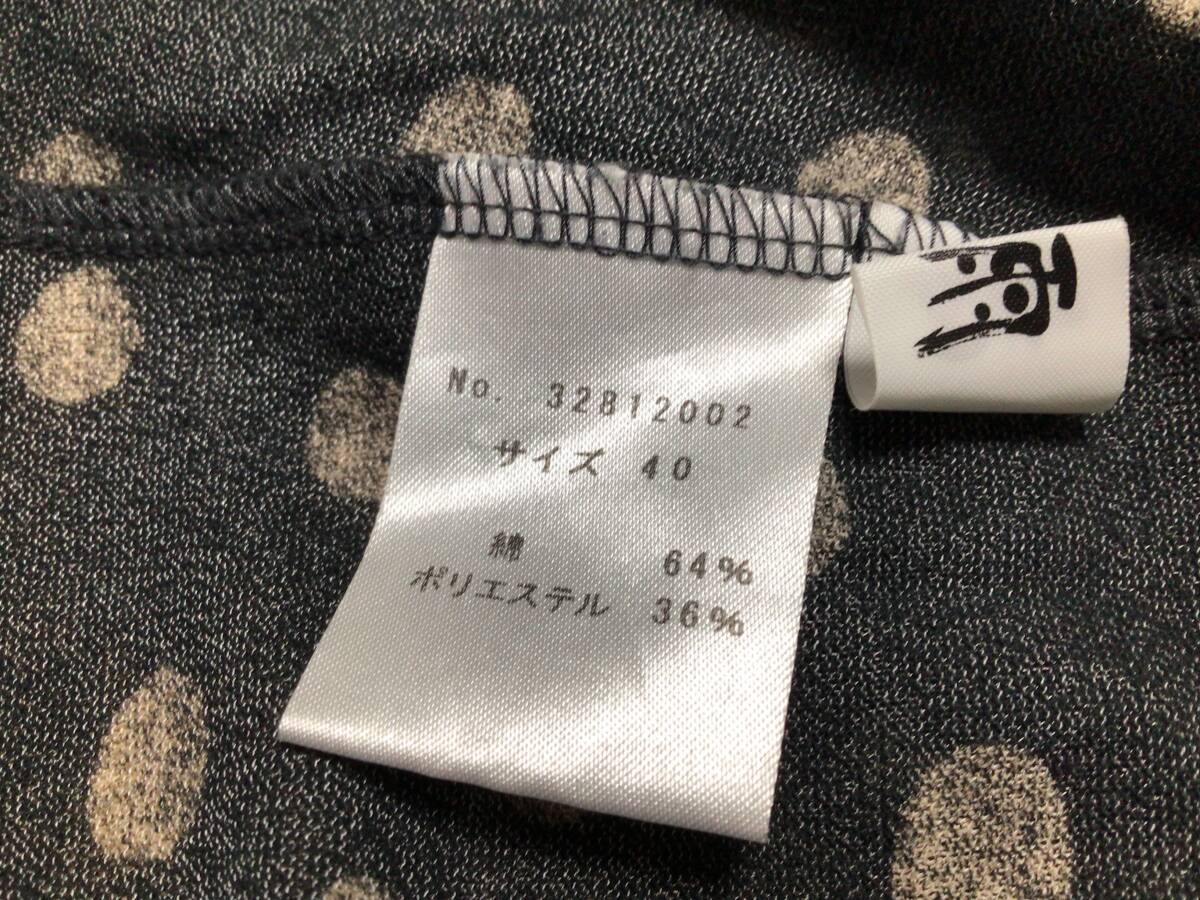 No. 32812002
サイズ 40
綿 64%
ポリエステル 36%